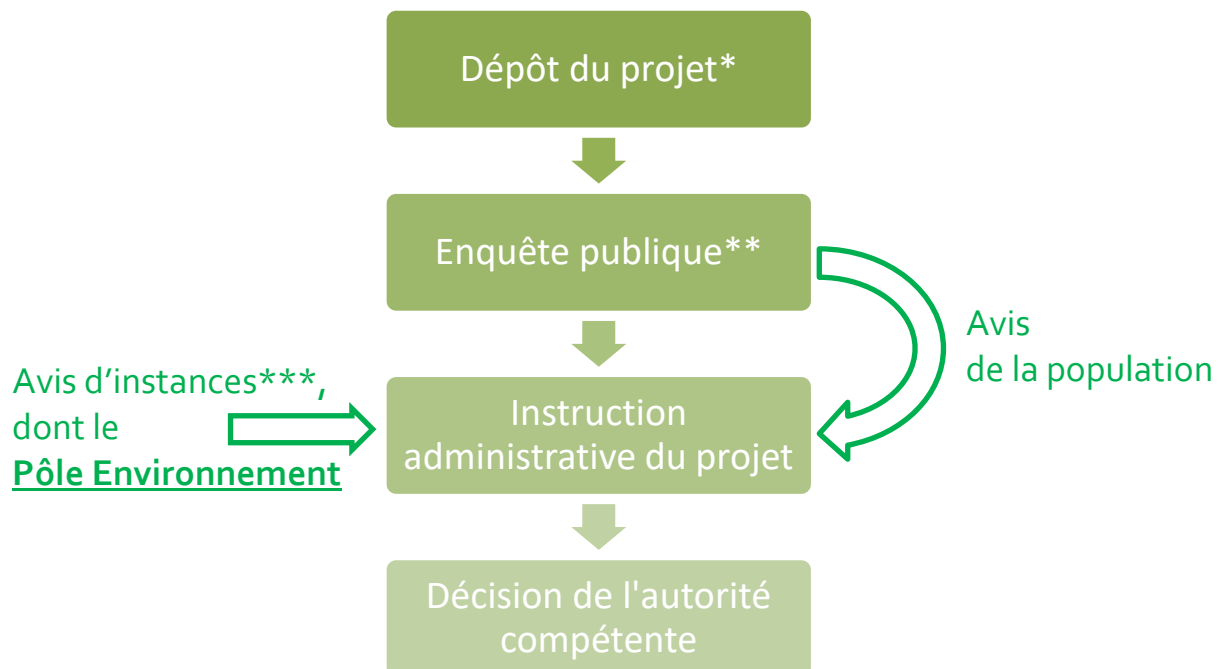 Dépôt du projet*
Enquête publique**
Avis
de la population
Avis d’instances***,
dont le
Pôle Environnement
Instruction
administrative du projet
Décision de l'autorité
compétente